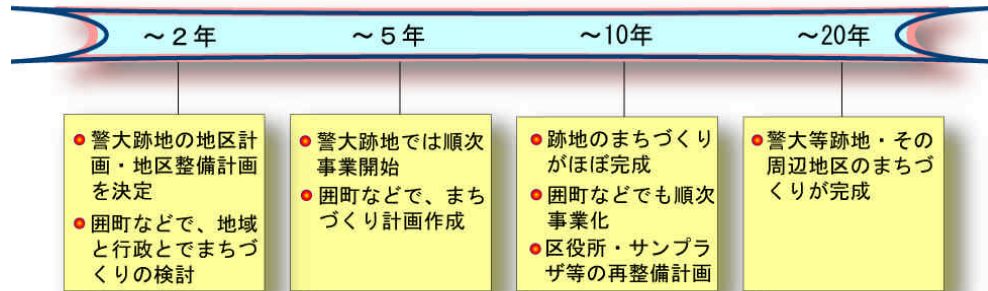 ～２年
～５年
～10年
～20年
警大跡地の地区計
画・地区整備計画
を決定
囲町などで、地域
と行政とでまちづ
くりの検討
警大跡地では順次
事業開始
囲町などで、まち
づくり計画作成
跡地のまちづくり
がほぼ完成
囲町などでも順次
事業化
区役所・サンプラ
ザ等の再整備計画
警大等跡地・その
周辺地区のまちづ
くりが完成